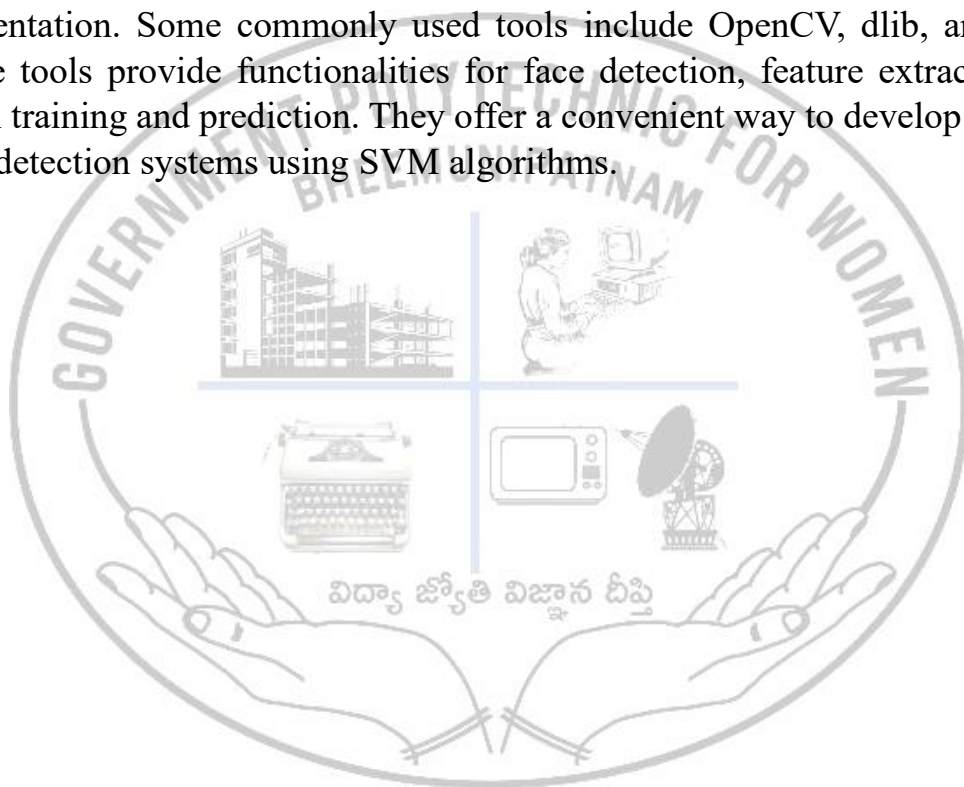 entation. Some commonly used tools include OpenCV, dlib, an
e tools provide functionalities for face detection, feature extrac
training and prediction. They offer a convenient way to develop
detection systems using SVM algorithms.
GOVERNMENT POLYTECHNIC FOR WOMEN
BHEEMUNIPATNAM
విద్యా జ్యోతి విజ్ఞాన దీప్తి